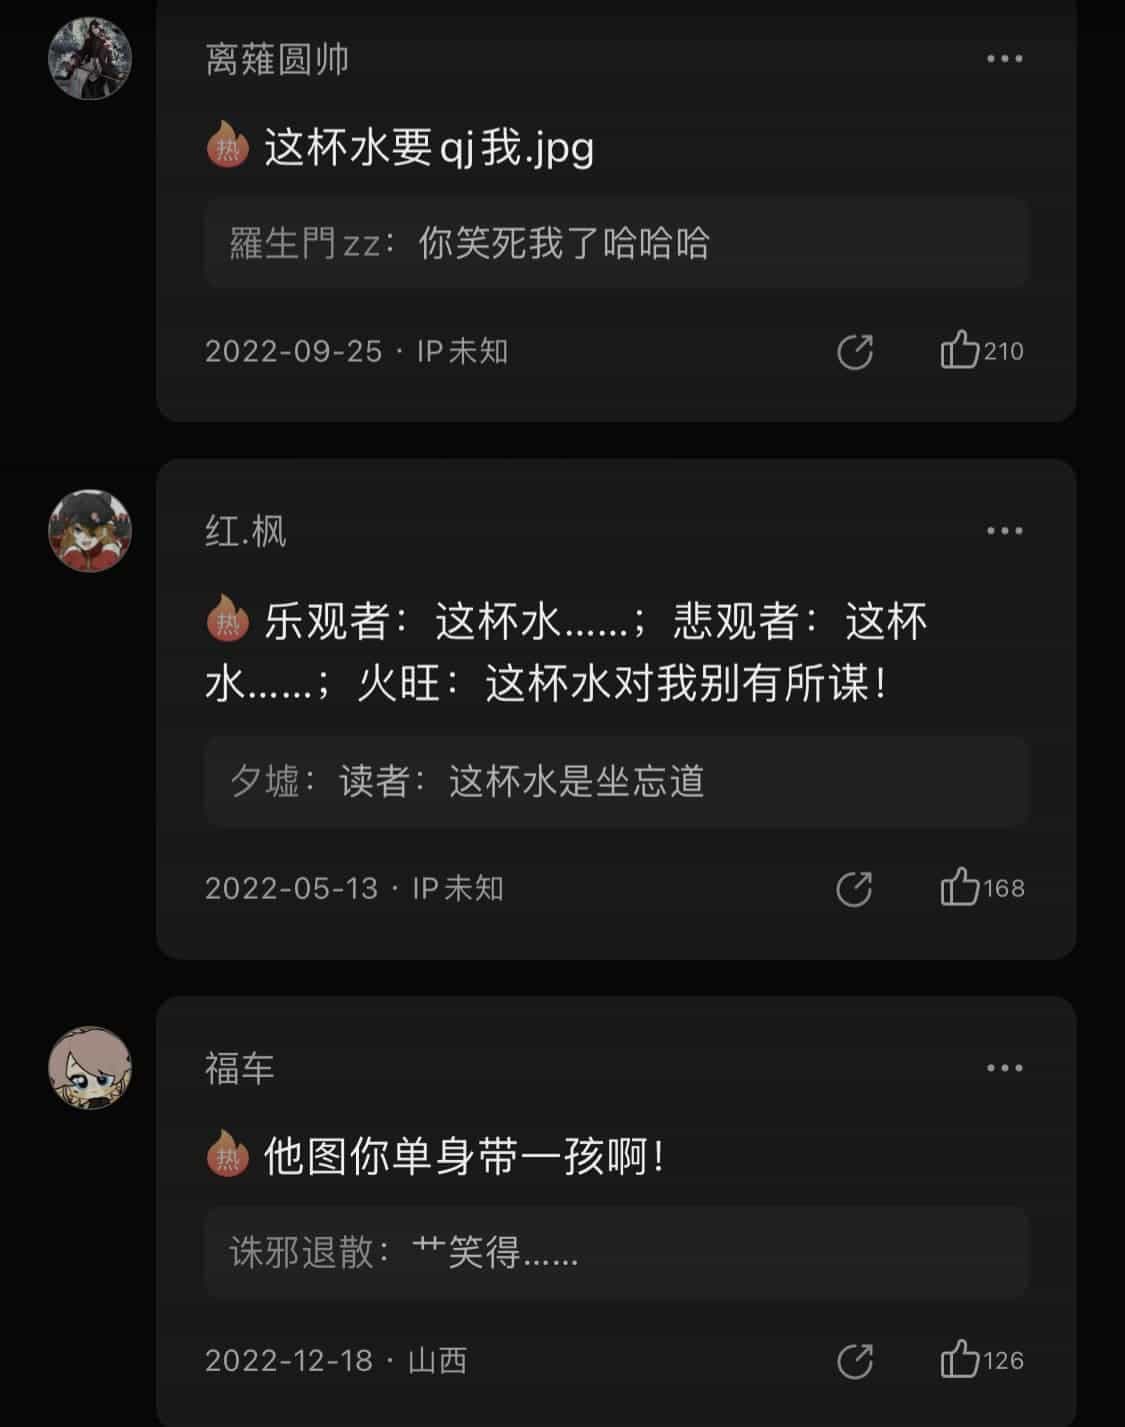 离薤圆帅
热 这杯水要qj我.jpg
羅生門zz：你笑死我了哈哈哈
2022-09-25 · IP未知
210
红.枫
热 乐观者：这杯水......；悲观者：这杯
水......；火旺：这杯水对我别有所谋！
夕墟：读者：这杯水是坐忘道
2022-05-13 · IP未知
168
福车
热 他图你单身带一孩啊！
诛邪退散：艹笑得......
2022-12-18 · 山西
126